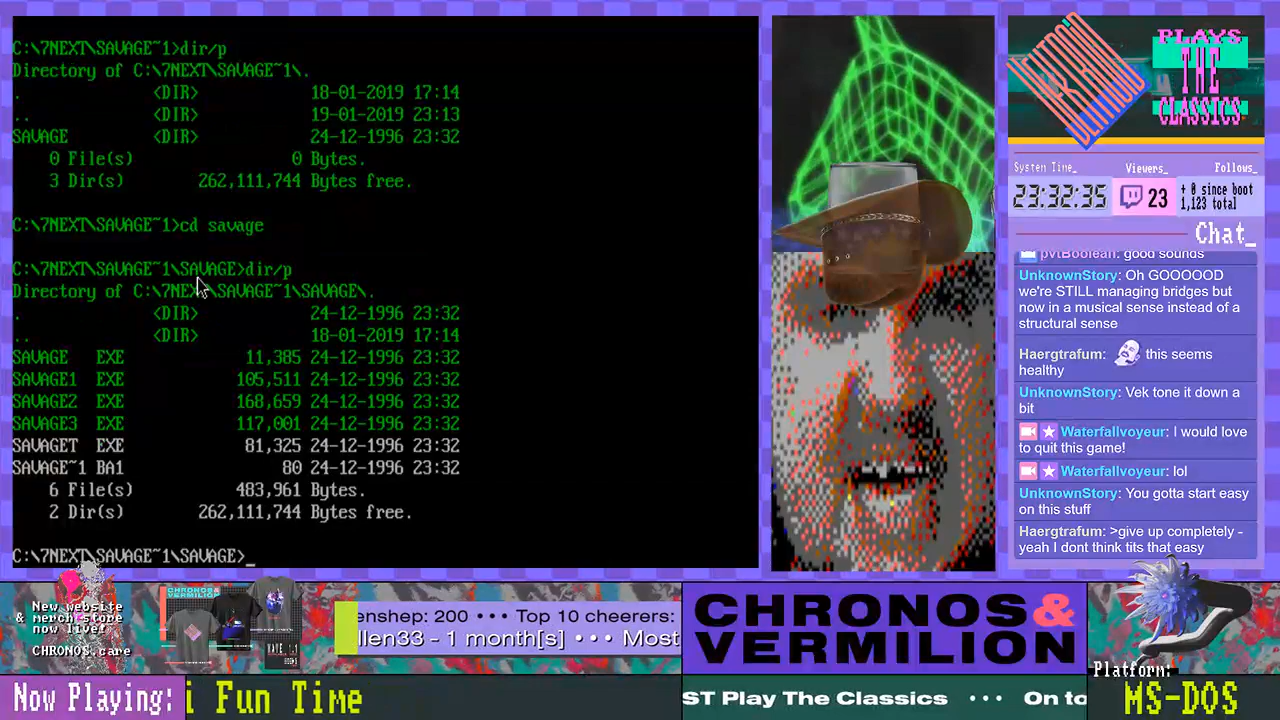 C:\7NEXT\SAVAGE~1>dir/p
Directory of C:\7NEXT\SAVAGE~1\.
. <DIR> 18-01-2019 17:14
.. <DIR> 19-01-2019 23:13
SAVAGE <DIR> 24-12-1996 23:32
0 File(s) 0 Bytes.
3 Dir(s) 262,111,744 Bytes free.
C:\7NEXT\SAVAGE~1>cd savage
C:\7NEXT\SAVAGE~1\SAVAGE>dir/p
Directory of C:\7NEXT\SAVAGE~1\SAVAGE\.
. <DIR> 24-12-1996 23:32
.. <DIR> 18-01-2019 17:14
SAVAGE EXE 11,385 24-12-1996 23:32
SAVAGE1 EXE 105,511 24-12-1996 23:32
SAVAGE2 EXE 168,659 24-12-1996 23:32
SAVAGE3 EXE 117,001 24-12-1996 23:32
SAVAGET EXE 81,325 24-12-1996 23:32
SAVAGE~1 BA1 80 24-12-1996 23:32
6 File(s) 483,961 Bytes.
2 Dir(s) 262,111,744 Bytes free.
C:\7NEXT\SAVAGE~1\SAVAGE>_
PLAYS
THE
CLASSICS
System Time_ Viewers_ Follows_
23:32:35 23 + 0 since boot
1,123 total
Chat_
pvtBoolean: good sounds
UnknownStory: Oh GOOOOOD
we're STILL managing bridges but
now in a musical sense instead of a
structural sense
Haergtrafum: this seems
healthy
UnknownStory: Vek tone it down a
bit
Waterfallvoyeur: I would love
to quit this game!
Waterfallvoyeur: lol
UnknownStory: You gotta start easy
on this stuff
Haergtrafum: >give up completely -
yeah I dont think tits that easy
New website
& merch store
now live!
CHRONOS.care
CHRONOS&
enshep: 200 ••• Top 10 cheerers:
llen33 - 1 month[s] ••• Most
CHRONOS&
VERMILION
Platform:
MS-DOS
Now Playing: i Fun Time
ST Play The Classics ••• On to